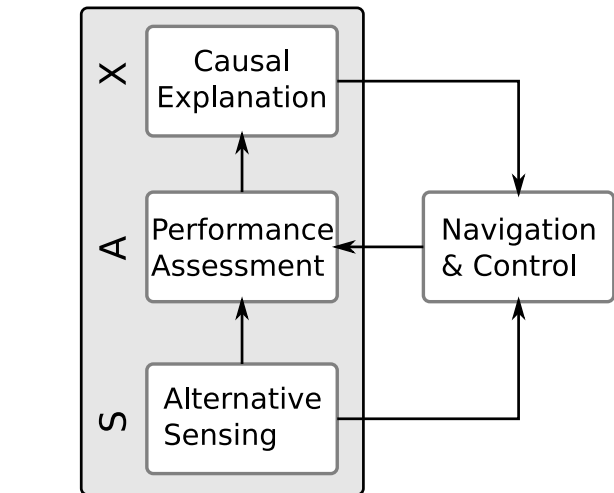 X
Causal
Explanation
A
Performance
Assessment
Navigation
& Control
S
Alternative
Sensing